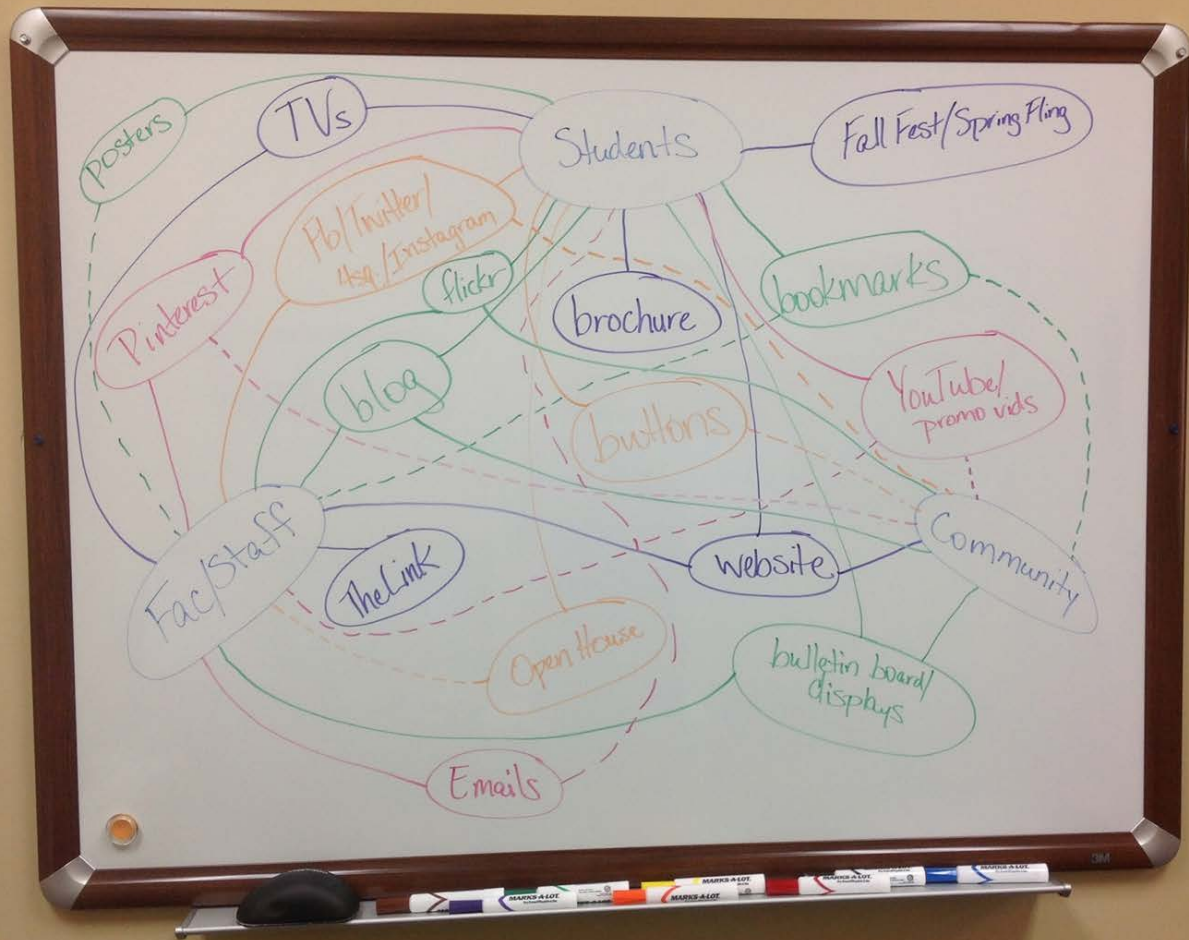 posters
TVs
Students
Fall Fest/Spring Fling
Fb/Twitter/
4sq./Instagram
Pinterest
flickr
brochure
bookmarks
blog
buttons
YouTube/
promo vids
Fac/Staff
The Link
website
Community
Open House
bulletin board/
displays
Emails
3M
MARKS-A-LOT
MARKS-A-LOT
MARKS-A-LOT
MARKS-A-LOT
MARKS-A-LOT